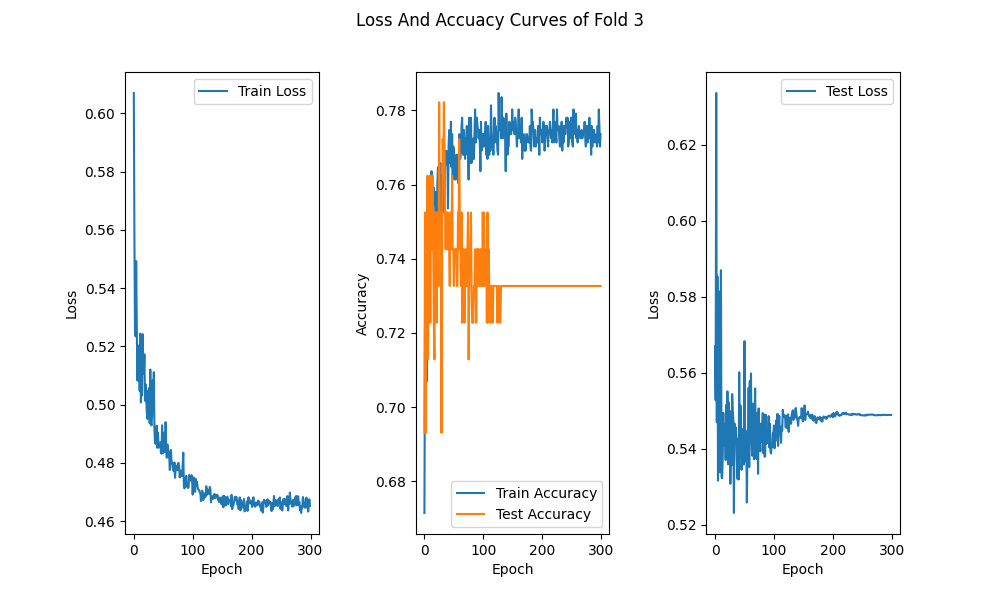 Loss And Accuacy Curves of Fold 3
Train Loss
0.60
0.58
0.56
0.54
0.52
0.50
0.48
0.46
Loss
0
100
200
300
Epoch
0.78
0.76
0.74
0.72
0.70
0.68
Accuracy
Train Accuracy
Test Accuracy
0
100
200
300
Epoch
Test Loss
0.62
0.60
0.58
0.56
0.54
0.52
Loss
0
100
200
300
Epoch